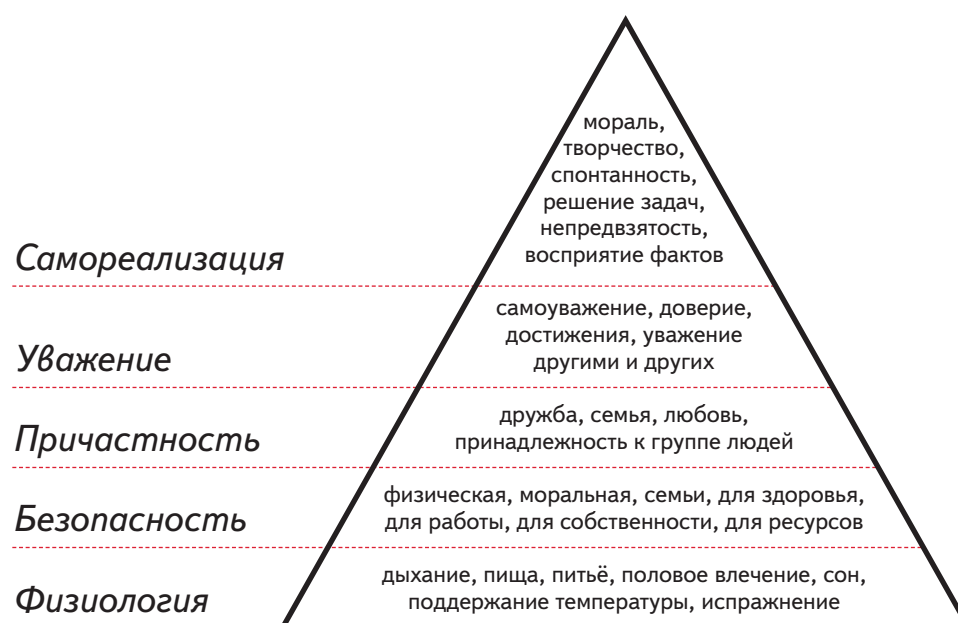 мораль,
творчество,
спонтанность,
решение задач,
непредвзятость,
восприятие фактов
Самореализация
самоуважение, доверие,
достижения, уважение
другими и других
Уважение
дружба, семья, любовь,
принадлежность к группе людей
Причастность
физическая, моральная, семьи, для здоровья,
для работы, для собственности, для ресурсов
Безопасность
дыхание, пища, питьё, половое влечение, сон,
поддержание температуры, испражнение
Физиология